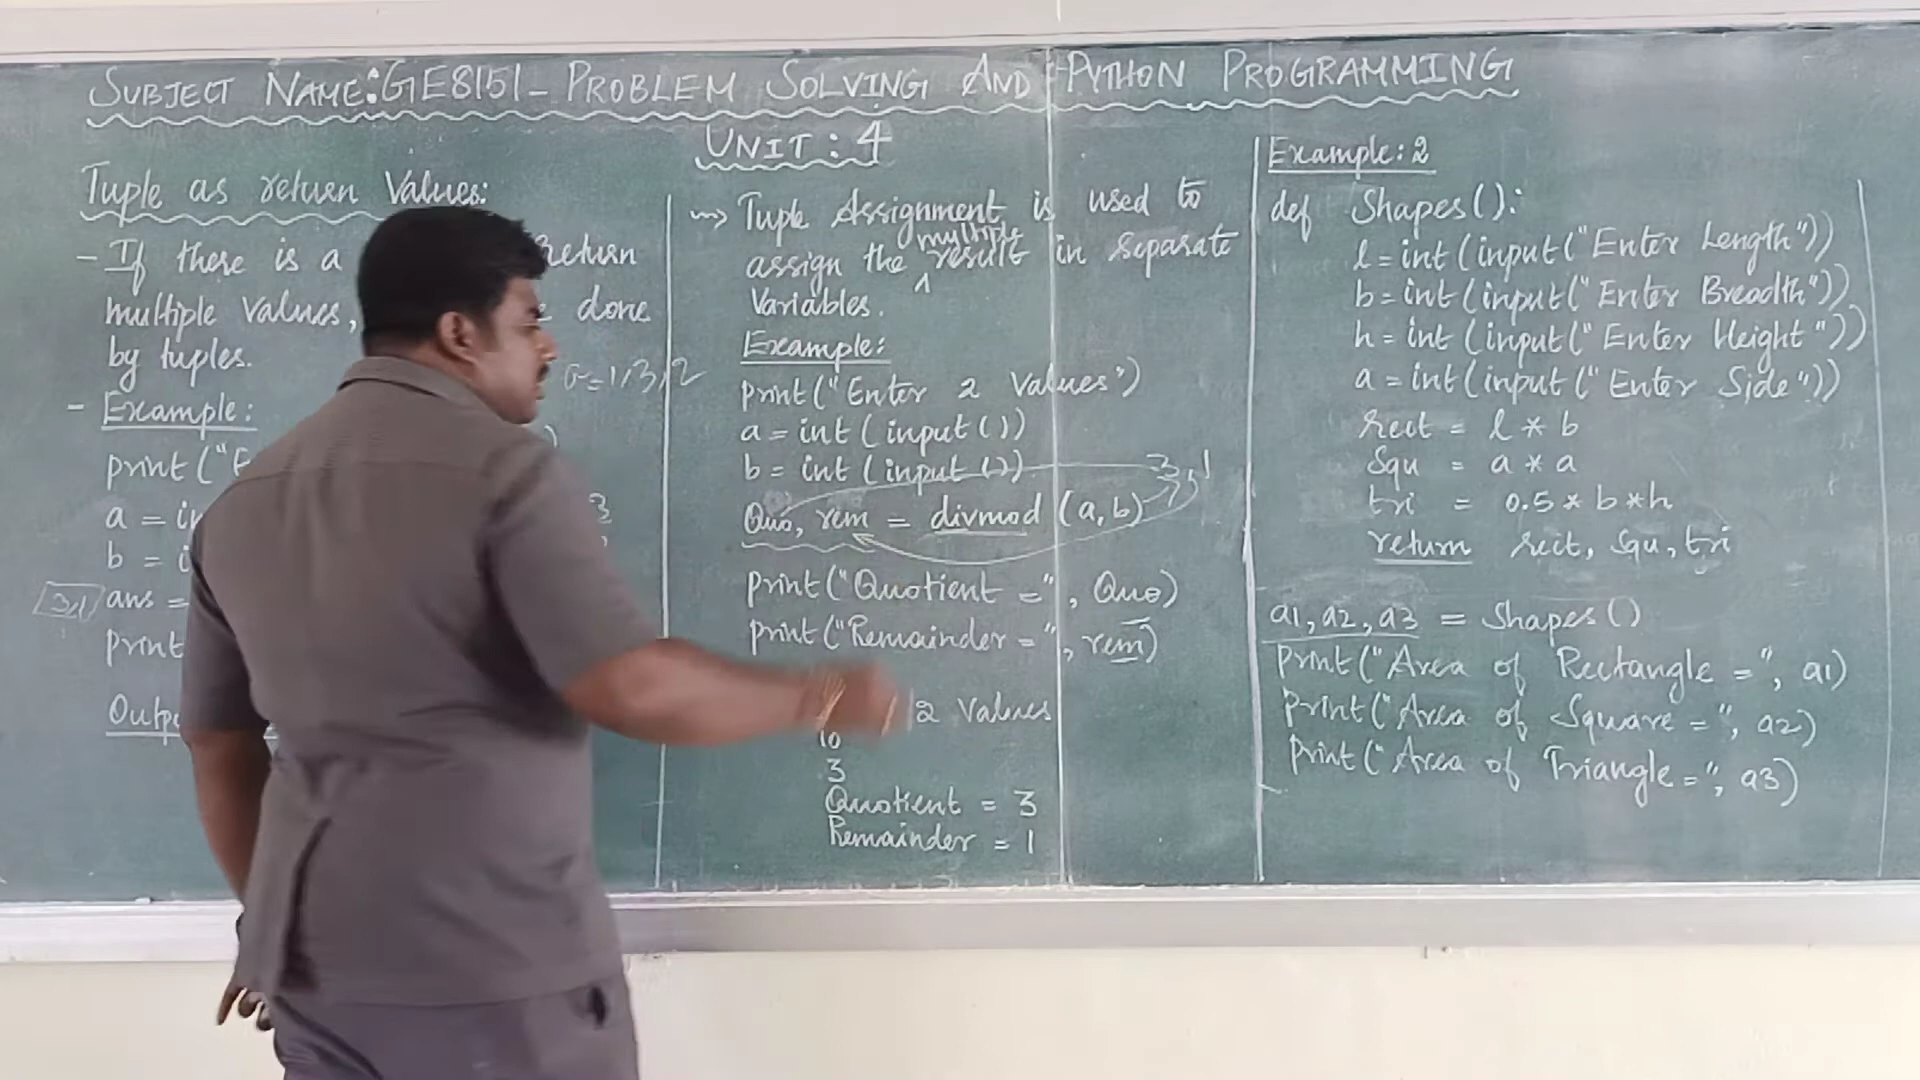 SUBJECT NAME: GE8151- PROBLEM SOLVING AND PYTHON PROGRAMMING
UNIT : 4
Tuple as return Values:
- If there is a return
multiple values, done
by tuples.
- Example:
print("E
a = in
b = i
3,1 ans =
print
Outp
Tuple Assignment is used to
multiple
assign the ^ result in separate
Variables.
Example:
print("Enter 2 Values")
a = int (input ())
b = int (input ())
3,1
Quo, rem = divmod (a,b)
print("Quotient =", Quo)
print("Remainder =", rem)
2 Values
10
3
Quotient = 3
Remainder = 1
Example: 2
def Shapes():
l = int (input("Enter Length"))
b = int (input("Enter Breadth"))
h = int (input("Enter Height"))
a = int (input("Enter Side"))
rect = l * b
squ = a * a
tri = 0.5 * b * h
return rect, squ, tri
a1, a2, a3 = Shapes ()
print("Area of Rectangle =", a1)
print("Area of Square =", a2)
print("Area of Triangle =", a3)